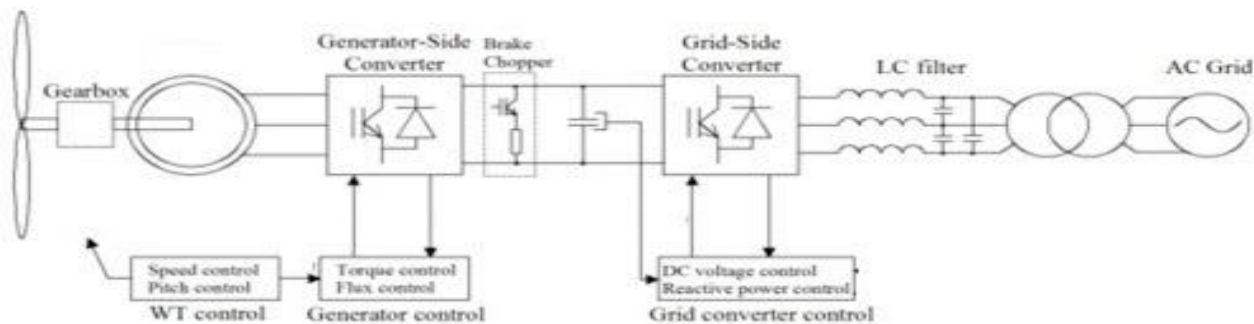 Generator-Side
Converter
Brake
Chopper
Grid-Side
Converter
LC filter
AC Grid
Gearbox
Speed control
Pitch control
WT control
Torque control
Flux control
Generator control
DC voltage control
Reactive power control
Grid converter control